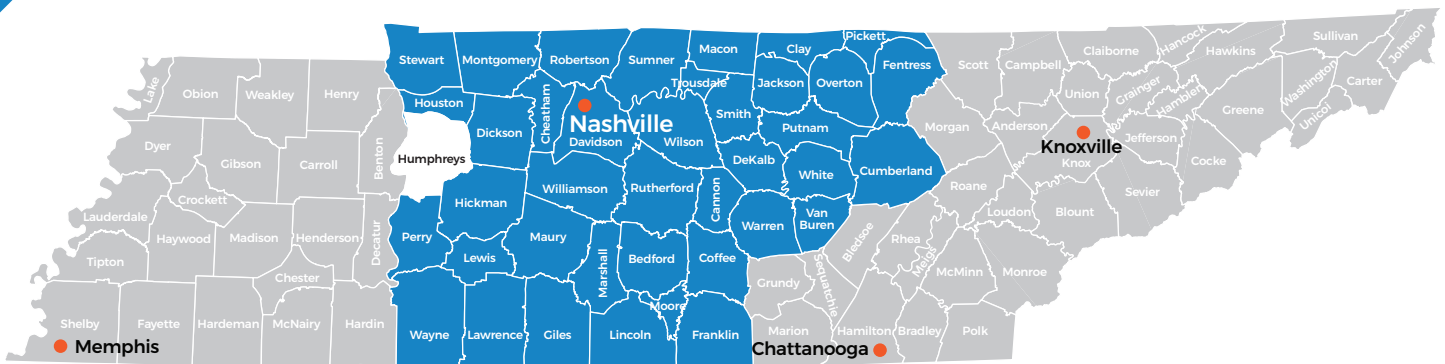 Stewart
Montgomery
Robertson
Sumner
Macon
Clay
Pickett
Fentress
Scott
Campbell
Claiborne
Hancock
Hawkins
Sullivan
Johnson
Lake
Obion
Weakley
Henry
Houston
Cheatham
Trousdale
Jackson
Overton
Union
Grainger
Hamblen
Washington
Carter
Unicoi
Greene
Dickson
Nashville
Davidson
Wilson
Smith
Putnam
Morgan
Anderson
Knoxville
Knox
Jefferson
Cocke
Dyer
Gibson
Carroll
Benton
Humphreys
DeKalb
White
Cumberland
Williamson
Rutherford
Cannon
Roane
Loudon
Blount
Sevier
Lauderdale
Crockett
Hickman
Haywood
Madison
Henderson
Decatur
Perry
Lewis
Maury
Marshall
Bedford
Coffee
Warren
Van
Buren
Bledsoe
Rhea
Meigs
McMinn
Monroe
Tipton
Chester
Grundy
Sequatchie
Moore
Shelby
Fayette
Hardeman
McNairy
Hardin
Wayne
Lawrence
Giles
Lincoln
Franklin
Marion
Hamilton
Bradley
Polk
Memphis
Chattanooga